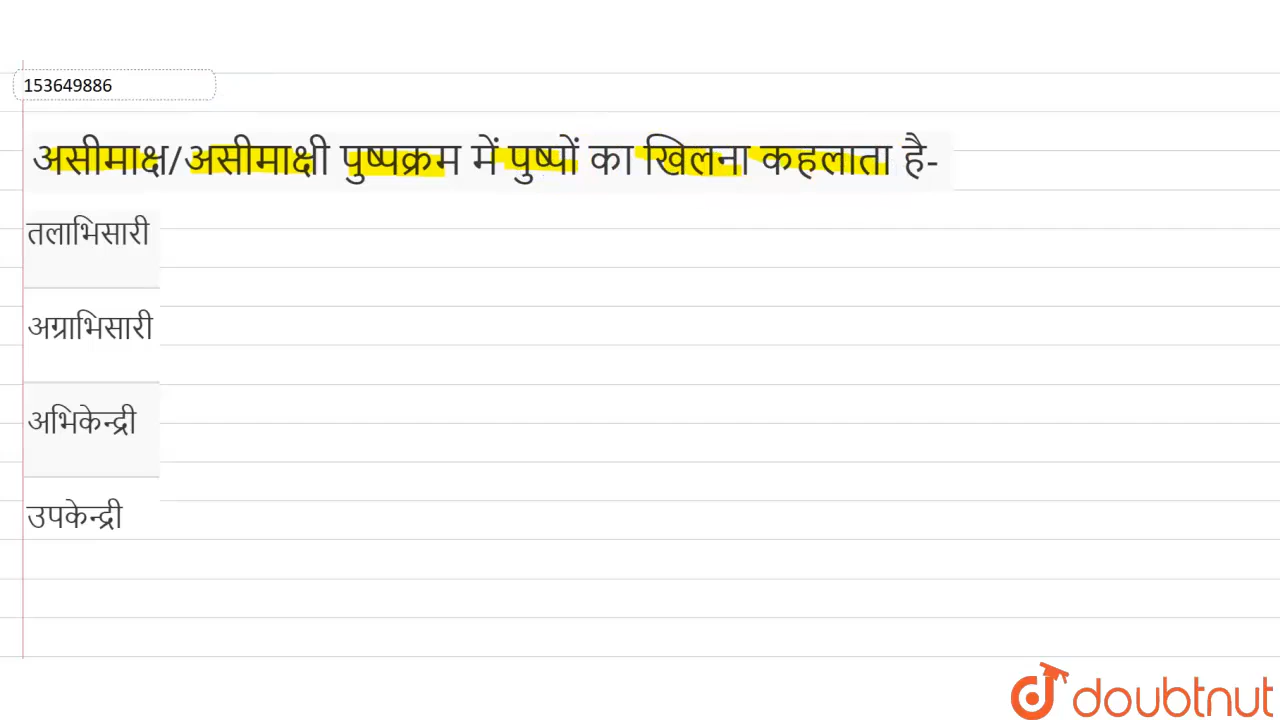 153649886
असीमाक्ष/असीमाक्षी पुष्पक्रम में पुष्पों का खिलना कहलाता है-
तलाभिसारी
अग्राभिसारी
अभिकेन्द्री
उपकेन्द्री
doubtnut